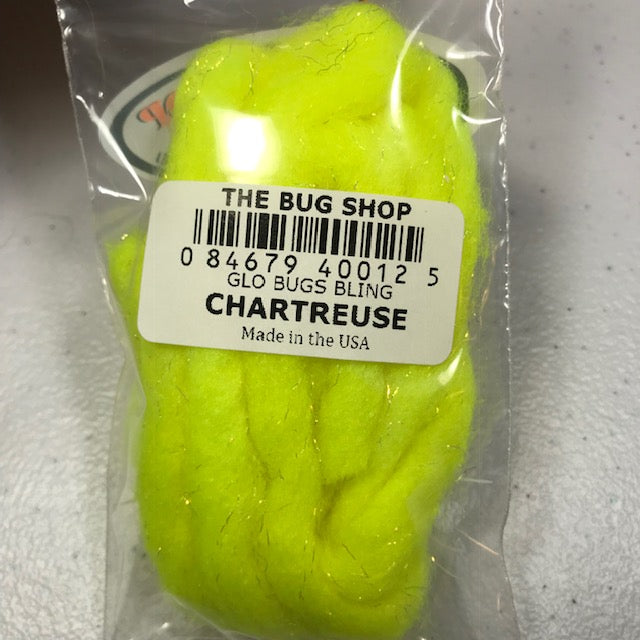 THE BUG SHOP
0 84679 40012 5
GLO BUGS BLING
CHARTREUSE
Made in the USA